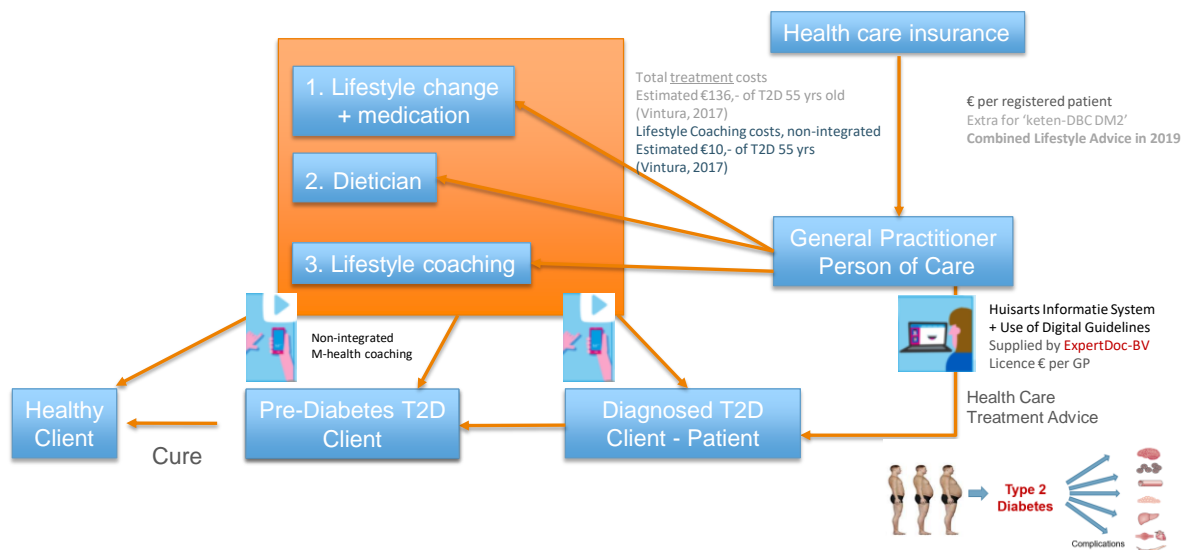 Health care insurance
1. Lifestyle change
+ medication
2. Dietician
3. Lifestyle coaching
Total treatment costs
Estimated €136,- of T2D 55 yrs old
(Vintura, 2017)
Lifestyle Coaching costs, non-integrated
Estimated €10,- of T2D 55 yrs
(Vintura, 2017)
€ per registered patient
Extra for ‘keten-DBC DM2’
Combined Lifestyle Advice in 2019
General Practitioner
Person of Care
Non-integrated
M-health coaching
Huisarts Informatie System
+ Use of Digital Guidelines
Supplied by ExpertDoc-BV
Licence € per GP
Healthy
Client
Cure
Pre-Diabetes T2D
Client
Diagnosed T2D
Client - Patient
Health Care
Treatment Advice
Type 2
Diabetes
Complications